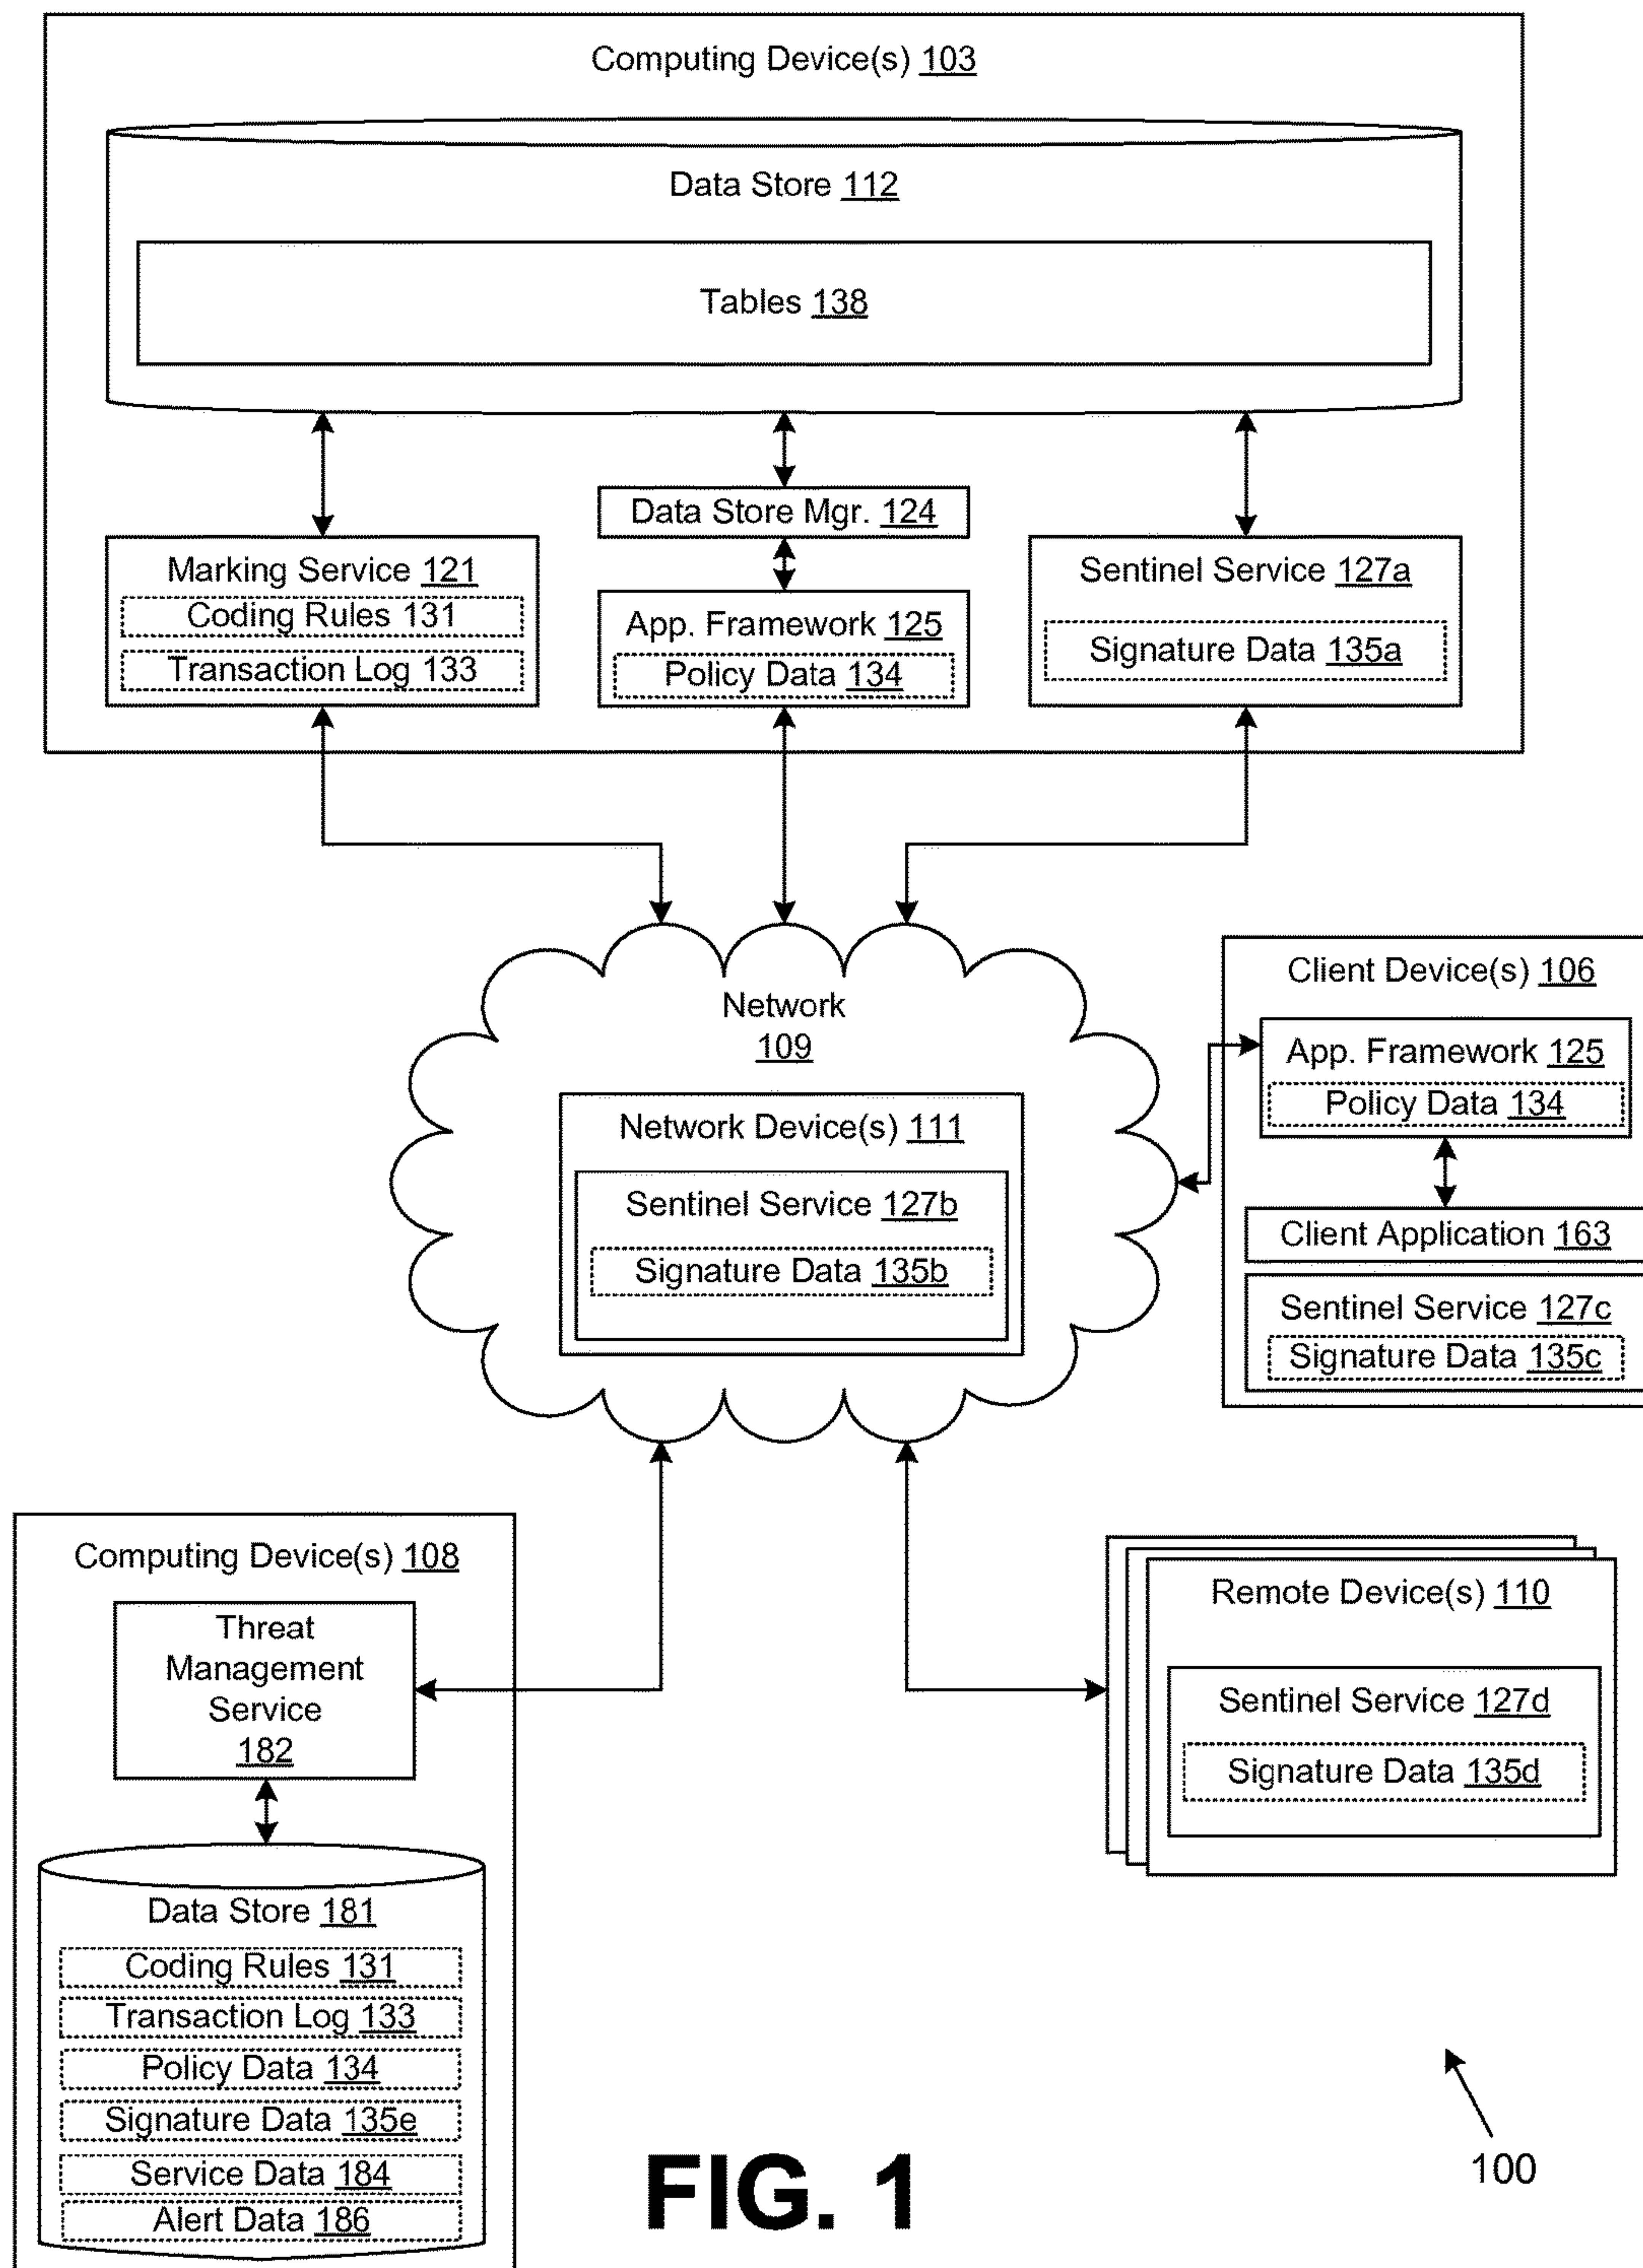 Computing Device(s) 103
Data Store 112
Tables 138
Data Store Mgr. 124
Marking Service 121
Coding Rules 131
Transaction Log 133
App. Framework 125
Policy Data 134
Sentinel Service 127a
Signature Data 135a
Network
109
Network Device(s) 111
Sentinel Service 127b
Signature Data 135b
Client Device(s) 106
App. Framework 125
Policy Data 134
Client Application 163
Sentinel Service 127c
Signature Data 135c
Computing Device(s) 108
Threat
Management
Service
182
Data Store 181
Coding Rules 131
Transaction Log 133
Policy Data 134
Signature Data 135e
Service Data 184
Alert Data 186
Remote Device(s) 110
Sentinel Service 127d
Signature Data 135d
100
FIG. 1